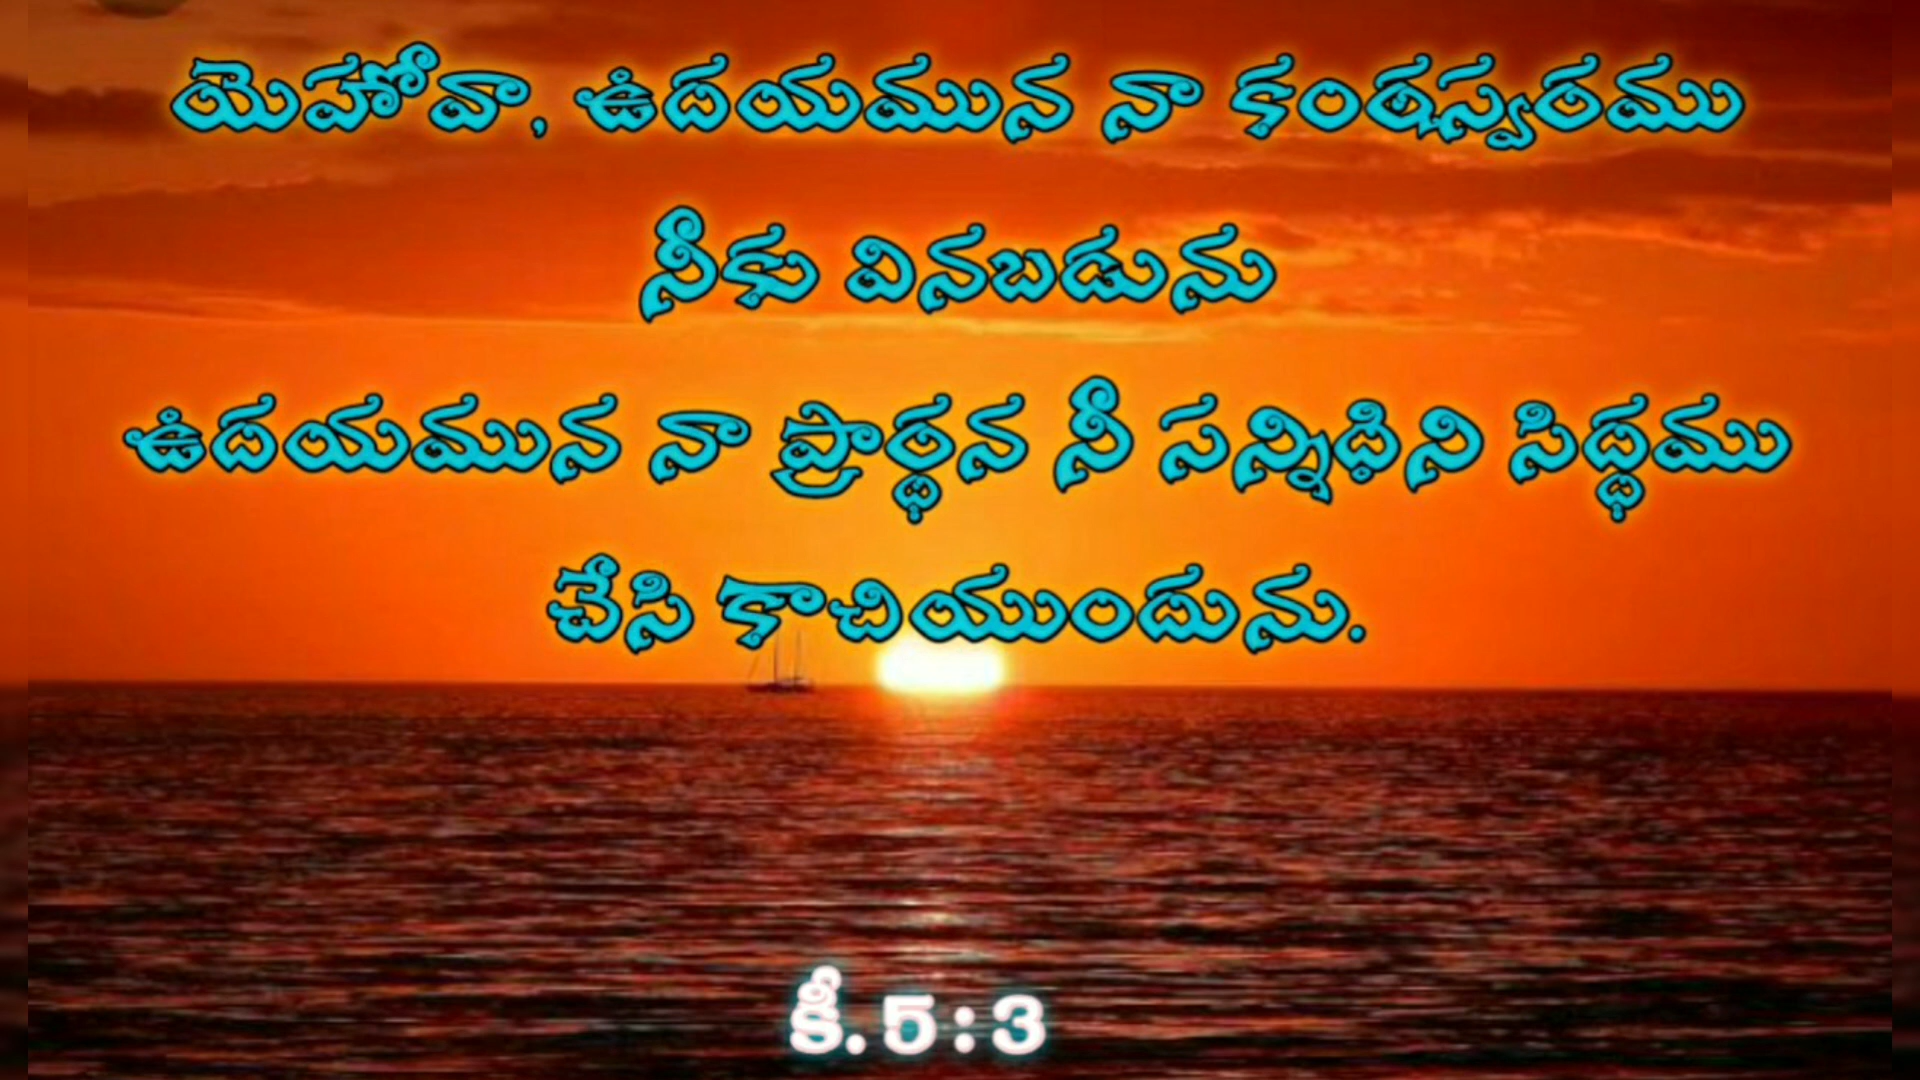 యెహోవా, ఉదయమున నా కంఠస్వరము
నీకు వినబడును
ఉదయమున నా ప్రార్థన నీ సన్నిధిని సిద్ధము
చేసి కాచియుందును.
కీ. 5 : 3